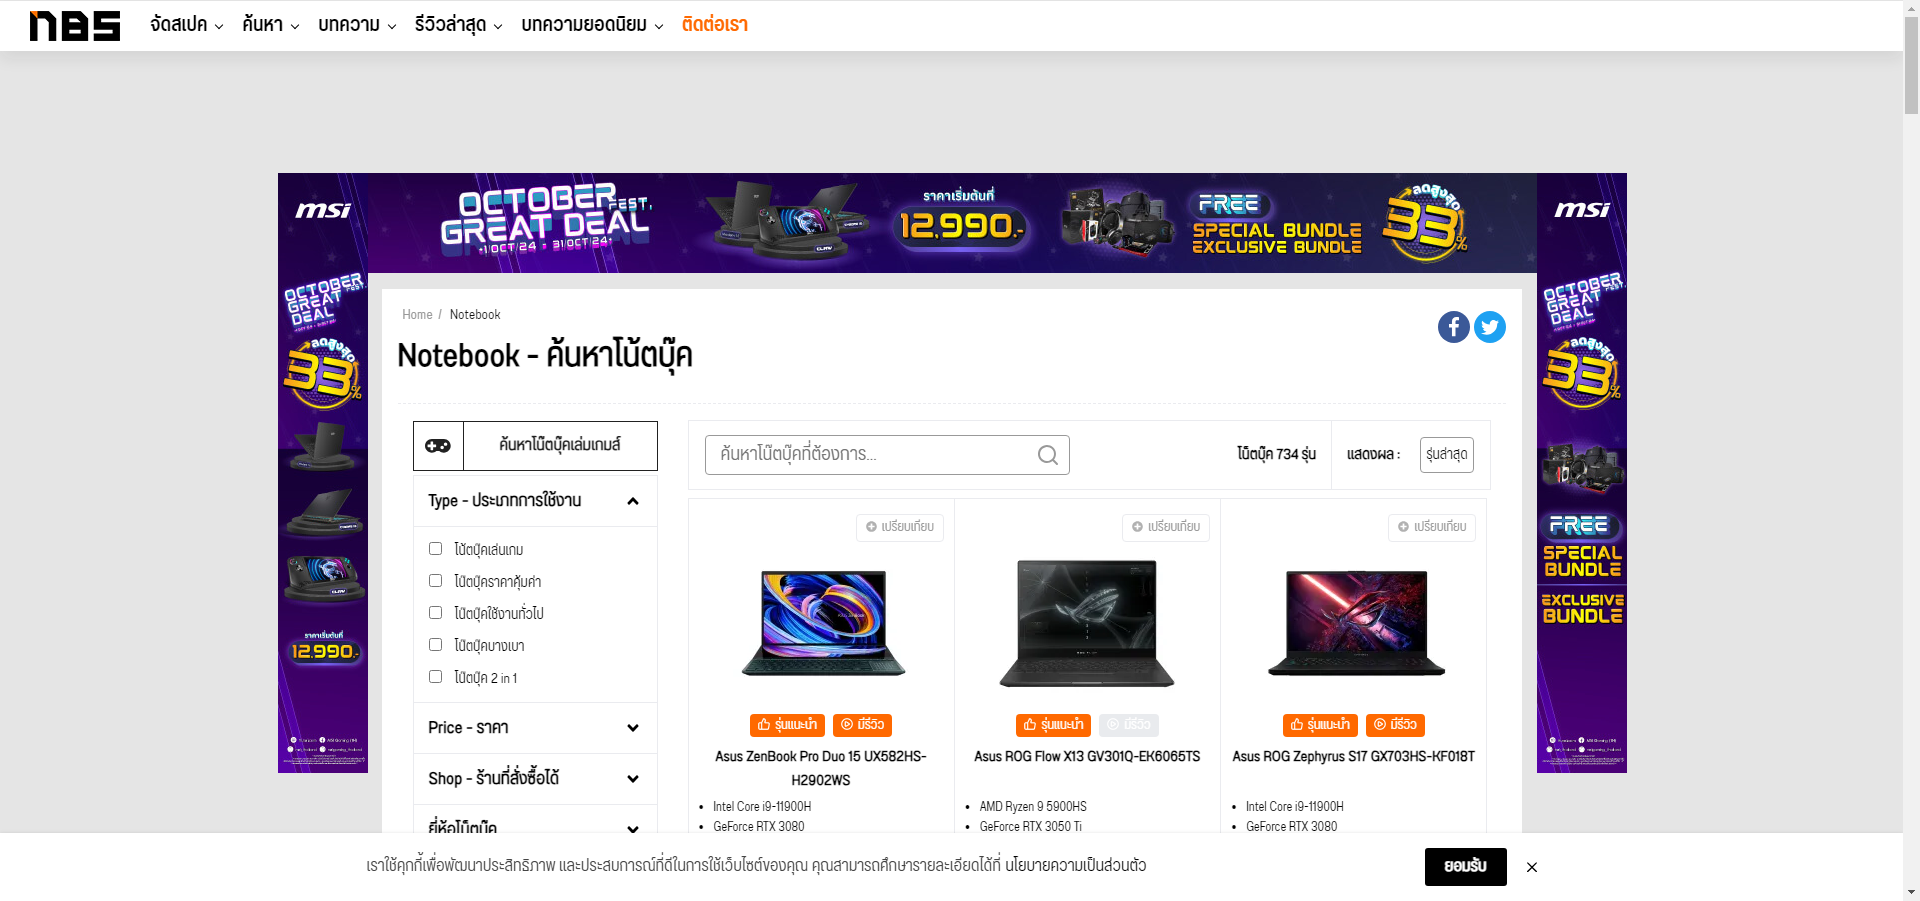 nBS จัดสเปค ค้นหา บทความ รีวิวล่าสุด บทความยอดนิยม ติดต่อเรา
msi
OCTOBER
GREAT DEAL FEST.
1 OCT/24 - 31 OCT/24
ราคาเริ่มต้นที่
12,990.-
FREE
SPECIAL BUNDLE
EXCLUSIVE BUNDLE
ลดสูงสุด
33%
msi
OCTOBER
GREAT FEST.
DEAL
ลดสูงสุด
33%
ราคาเริ่มต้นที่
12,990.-
OCTOBER
GREAT FEST.
DEAL
ลดสูงสุด
33%
FREE
SPECIAL
BUNDLE
EXCLUSIVE
BUNDLE
Home / Notebook
Notebook - ค้นหาโน้ตบุ๊ค
ค้นหาโน๊ตบุ๊คเล่มเกมส์
Type - ประเภทการใช้งาน
โน้ตบุ๊คเล่นเกม
โน๊ตบุ๊คราคาคุ้มค่า
โน๊ตบุ๊คใช้งานทั่วไป
โน๊ตบุ๊คบางเบา
โน๊ตบุ๊ค 2 in 1
Price - ราคา
Shop - ร้านที่สั่งซื้อได้
ยี่ห้อโน๊ตบุ๊ค
ค้นหาโน๊ตบุ๊คที่ต้องการ...
โน๊ตบุ๊ค 734 รุ่น
แสดงผล :
รุ่นล่าสุด
เปรียบเทียบ
รุ่นแนะนำ มีรีวิว
Asus ZenBook Pro Duo 15 UX582HS-
H2902WS
Intel Core i9-11900H
GeForce RTX 3080
เปรียบเทียบ
รุ่นแนะนำ มีรีวิว
Asus ROG Flow X13 GV301Q-EK6065TS
AMD Ryzen 9 5900HS
GeForce RTX 3050 Ti
เปรียบเทียบ
รุ่นแนะนำ มีรีวิว
Asus ROG Zephyrus S17 GX703HS-KF018T
Intel Core i9-11900H
GeForce RTX 3080
เราใช้คุกกี้เพื่อพัฒนาประสิทธิภาพ และประสบการณ์ที่ดีในการใช้เว็บไซต์ของคุณ คุณสามารถศึกษารายละเอียดได้ที่ นโยบายความเป็นส่วนตัว
ยอมรับ